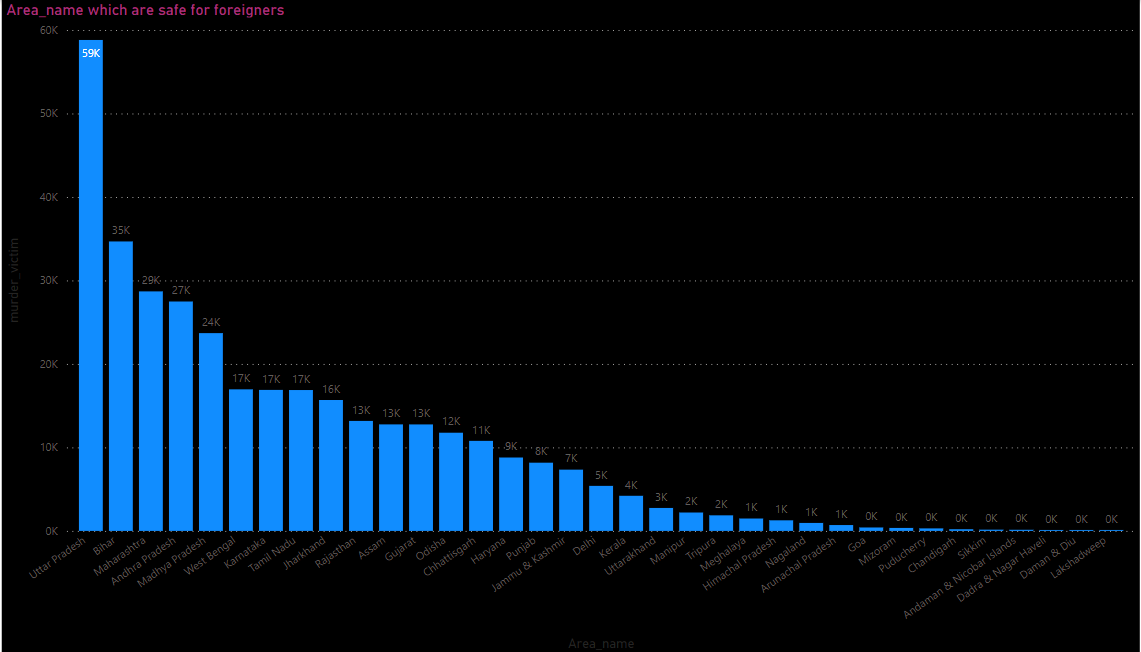 Area_name which are safe for foreigners
60K
50K
40K
30K
20K
10K
0K
murder_victim
59K
35K
29K
27K
24K
17K
17K
17K
16K
13K
13K
13K
12K
11K
9K
8K
7K
5K
4K
3K
2K
2K
1K
1K
1K
1K
0K
0K
0K
0K
0K
0K
0K
0K
0K
Uttar Pradesh
Bihar
Maharashtra
Andhra Pradesh
Madhya Pradesh
West Bengal
Karnataka
Tamil Nadu
Jharkhand
Rajasthan
Assam
Gujarat
Odisha
Chhattisgarh
Haryana
Punjab
Jammu & Kashmir
Delhi
Kerala
Uttarakhand
Manipur
Tripura
Meghalaya
Himachal Pradesh
Nagaland
Arunachal Pradesh
Goa
Mizoram
Puducherry
Chandigarh
Sikkim
Andaman & Nicobar Islands
Dadra & Nagar Haveli
Daman & Diu
Lakshadweep
Area_name